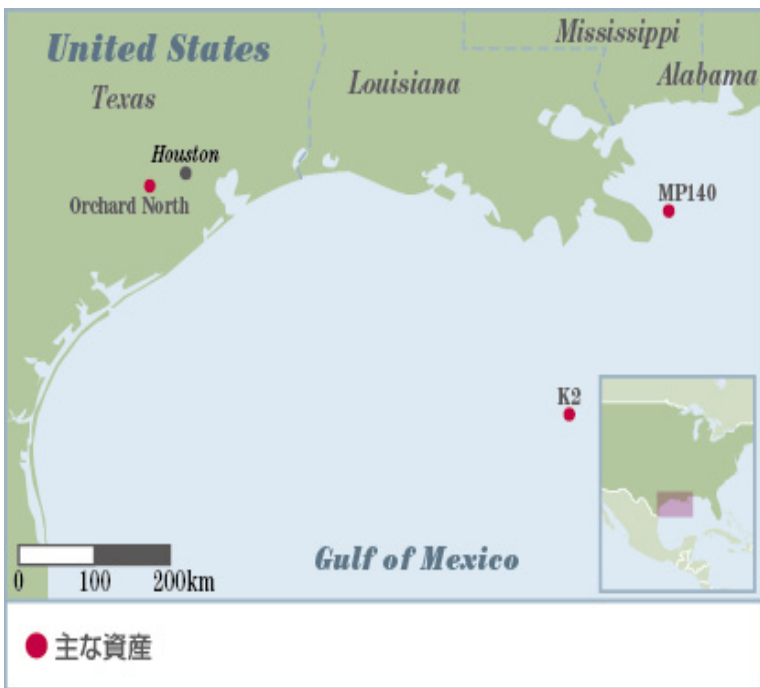 United States
Mississippi
Louisiana
Alabama
Texas
Houston
Orchard North
MP140
K2
Gulf of Mexico
0 100 200km
主な資産